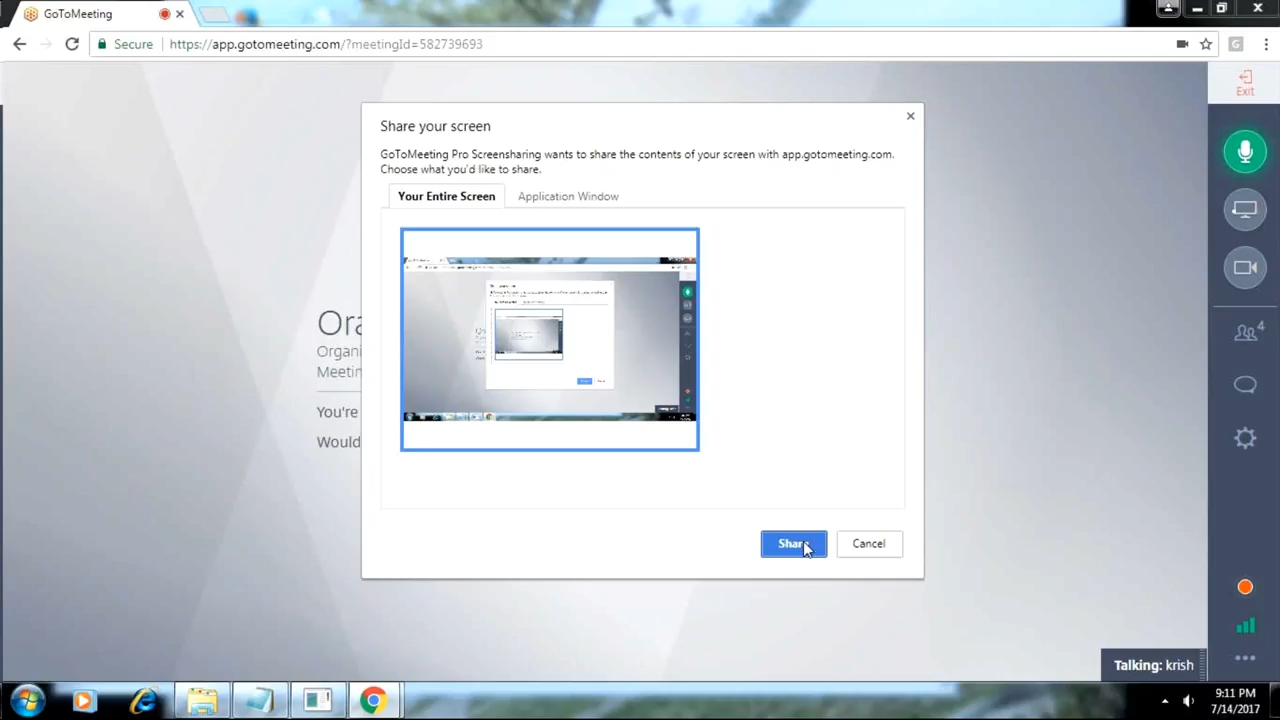 GoToMeeting
Secure
https://app.gotomeeting.com/?meetingId=582739693
G
Exit
Share your screen
GoToMeeting Pro Screensharing wants to share the contents of your screen with app.gotomeeting.com.
Choose what you'd like to share.
Your Entire Screen
Application Window
4
Ora
Organi
Meetin
You're
Would
Share
Cancel
Talking: krish
9:11 PM
7/14/2017